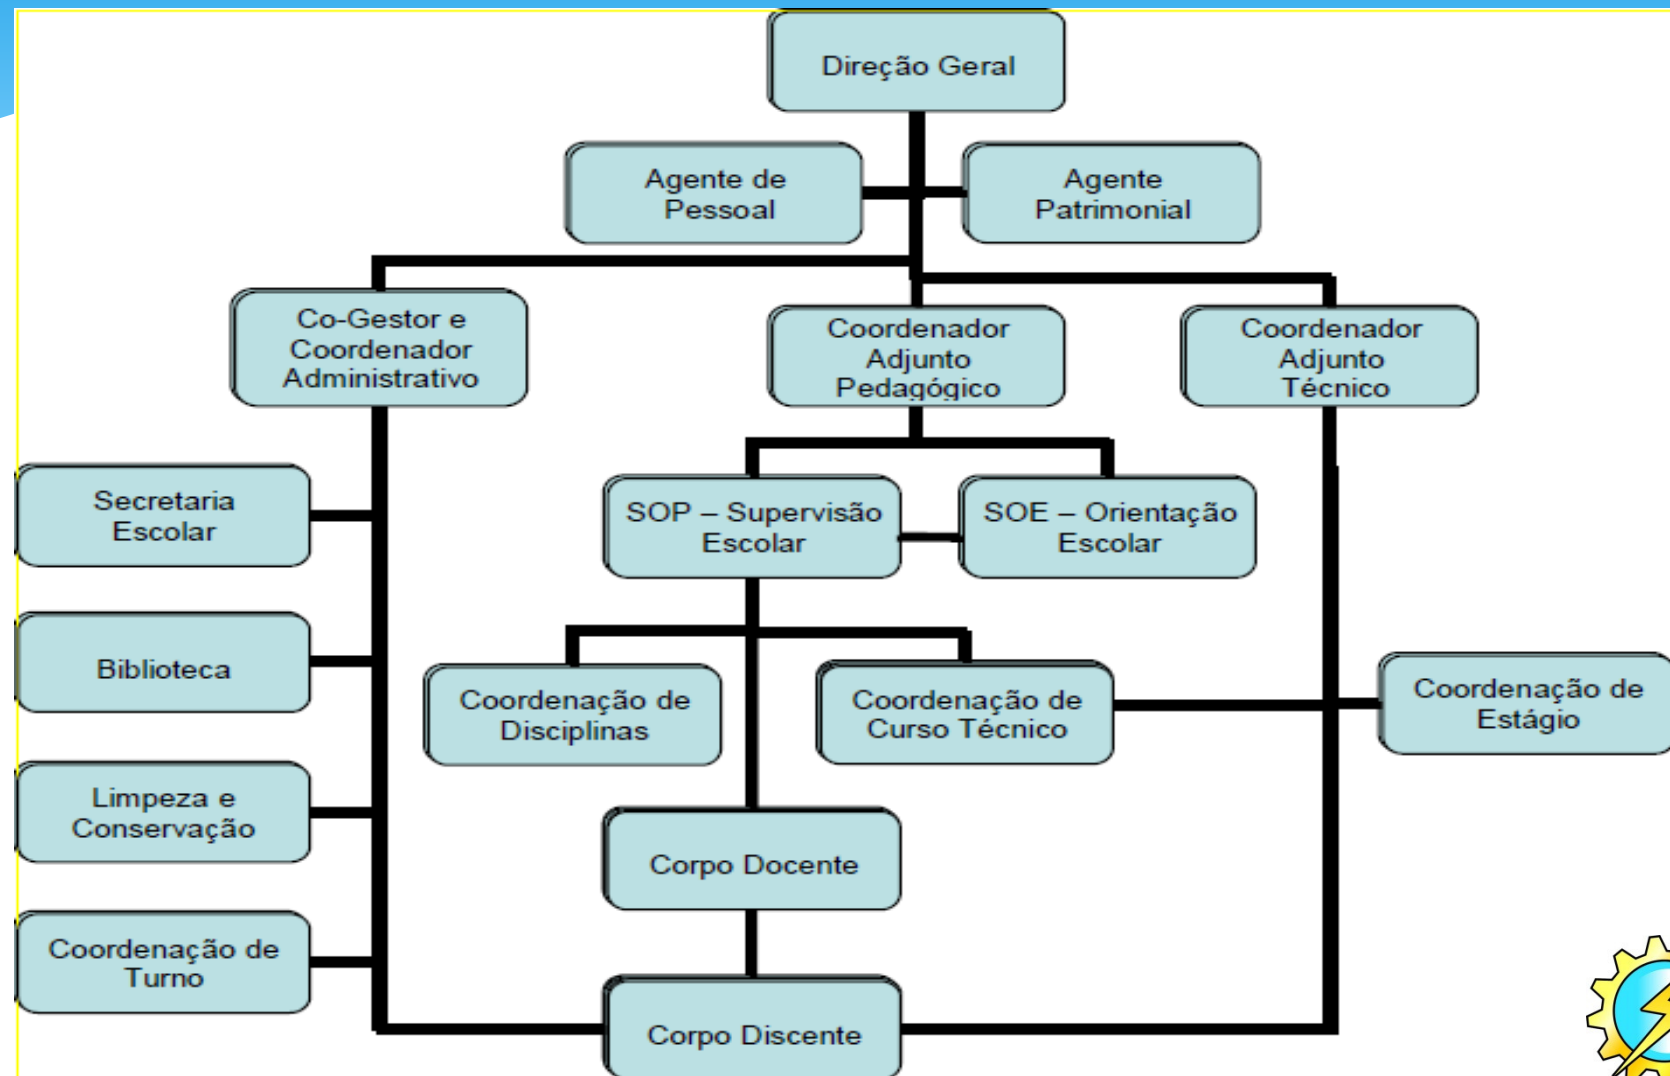 Direção Geral
Agente de
Pessoal
Agente
Patrimonial
Co-Gestor e
Coordenador
Administrativo
Coordenador
Adjunto
Pedagógico
Coordenador
Adjunto
Técnico
Secretaria
Escolar
SOP – Supervisão
Escolar
SOE – Orientação
Escolar
Biblioteca
Coordenação de
Disciplinas
Coordenação de
Curso Técnico
Coordenação de
Estágio
Limpeza e
Conservação
Corpo Docente
Coordenação de
Turno
Corpo Discente